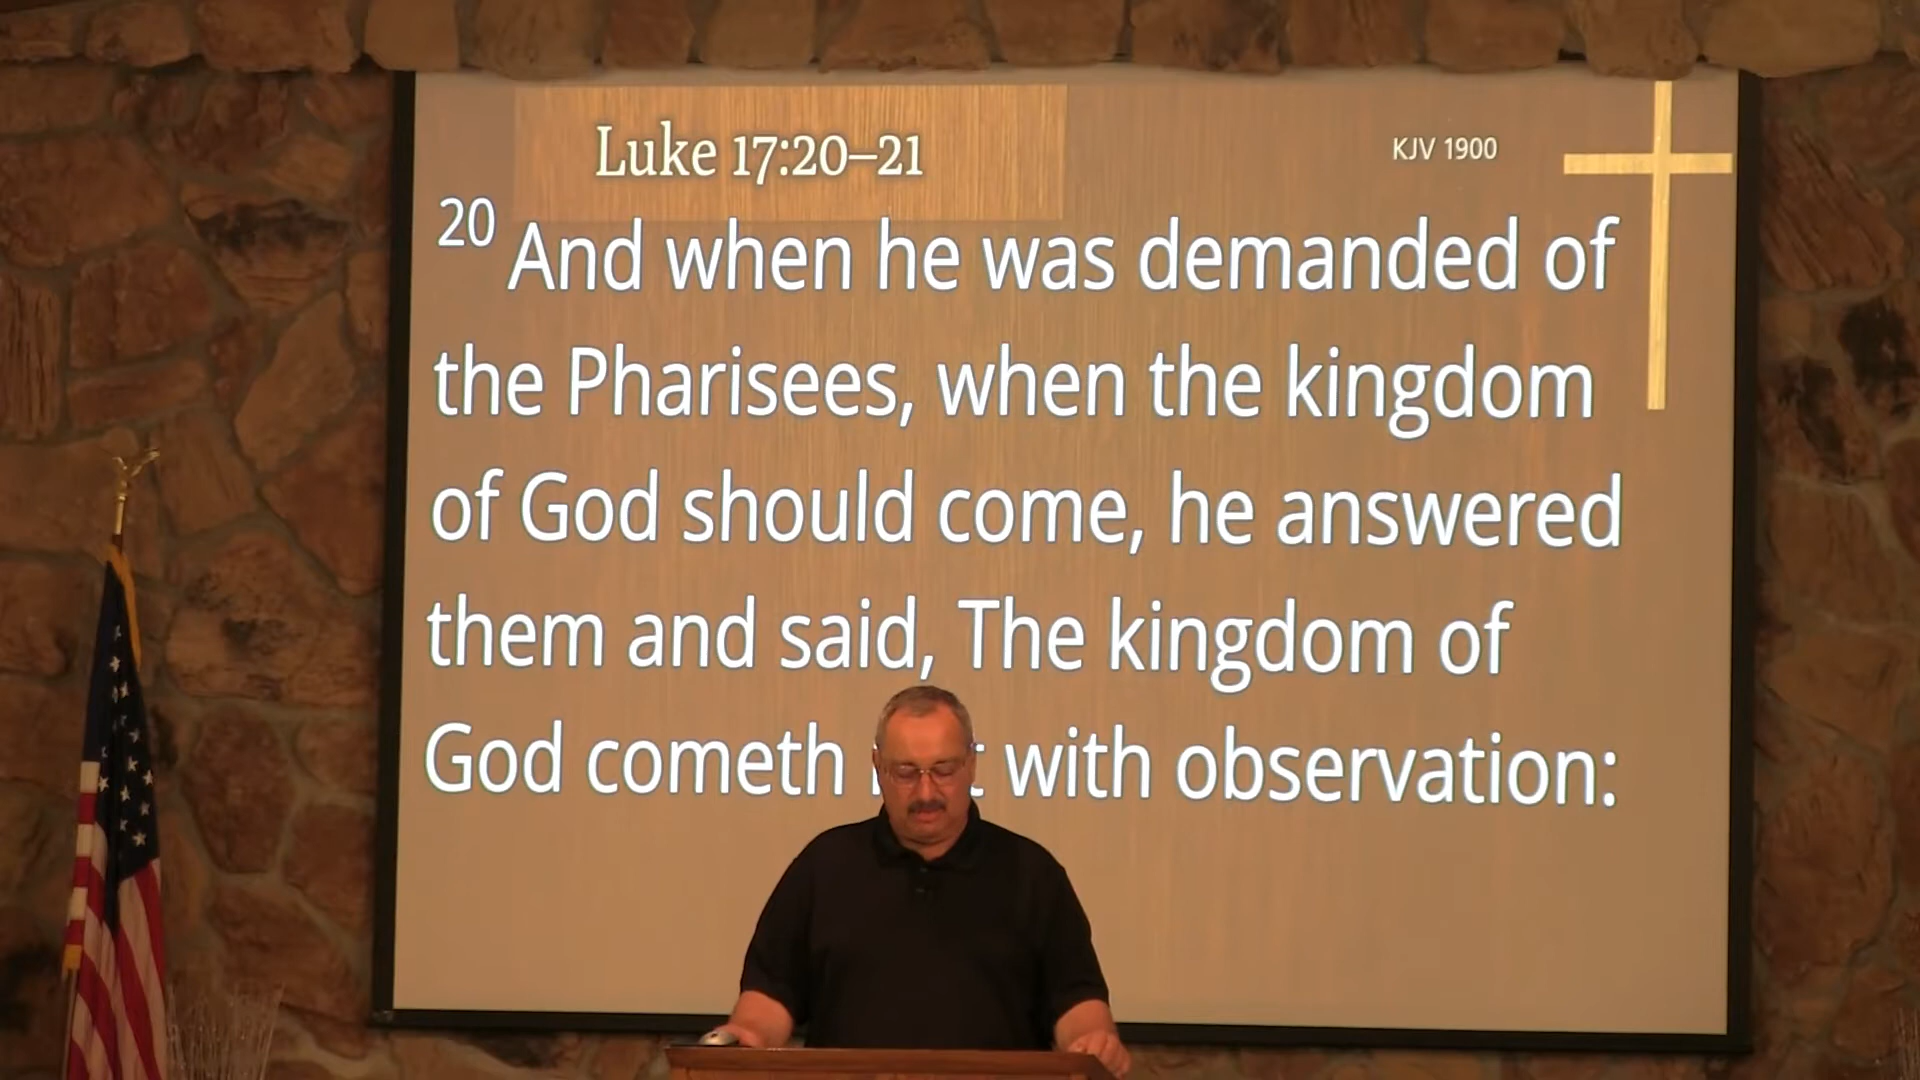 Luke 17:20–21
KJV 1900
20 And when he was demanded of
the Pharisees, when the kingdom
of God should come, he answered
them and said, The kingdom of
God cometh with observation: